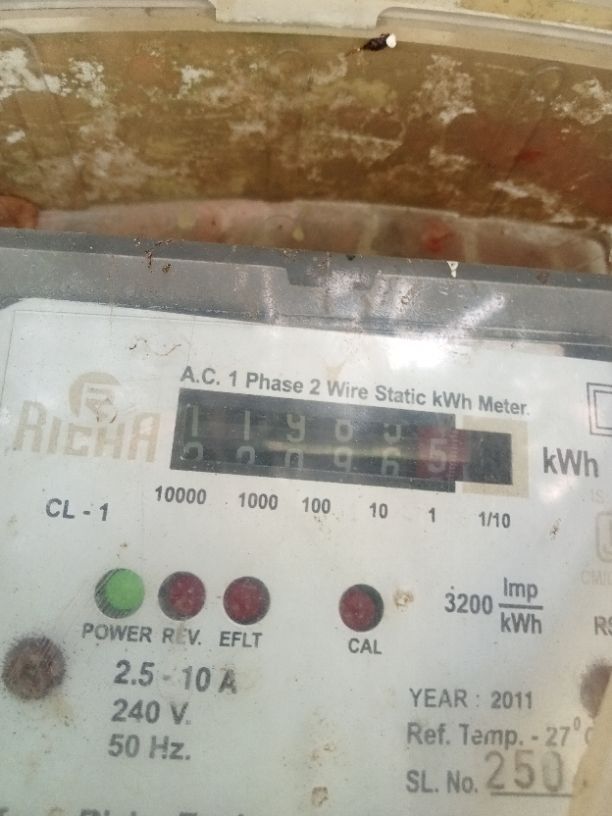 A.C. 1 Phase 2 Wire Static kWh Meter.
RICHA
kWh
CL - 1
10000 1000 100 10 1 1/10
POWER REV. EFLT CAL
3200 Imp/kWh
2.5 - 10 A
240 V.
50 Hz.
YEAR : 2011
Ref. Temp. - 27°C
SL. No. 250